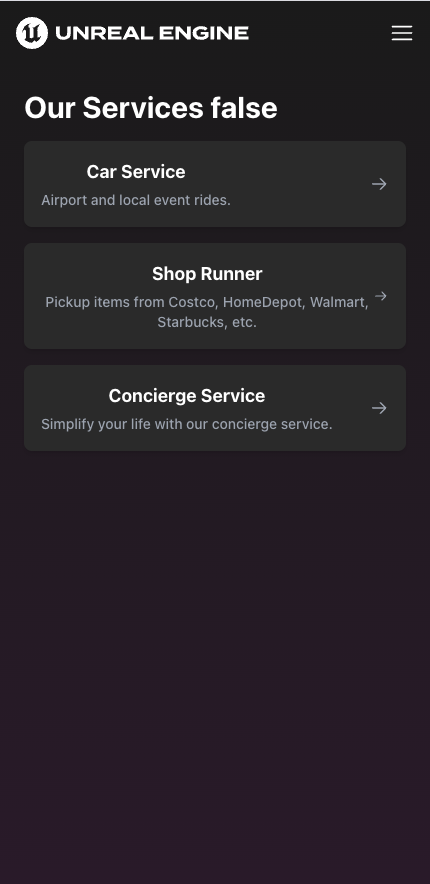 UNREAL ENGINE
Our Services false
Car Service
Airport and local event rides.
Shop Runner
Pickup items from Costco, HomeDepot, Walmart,
Starbucks, etc.
Concierge Service
Simplify your life with our concierge service.